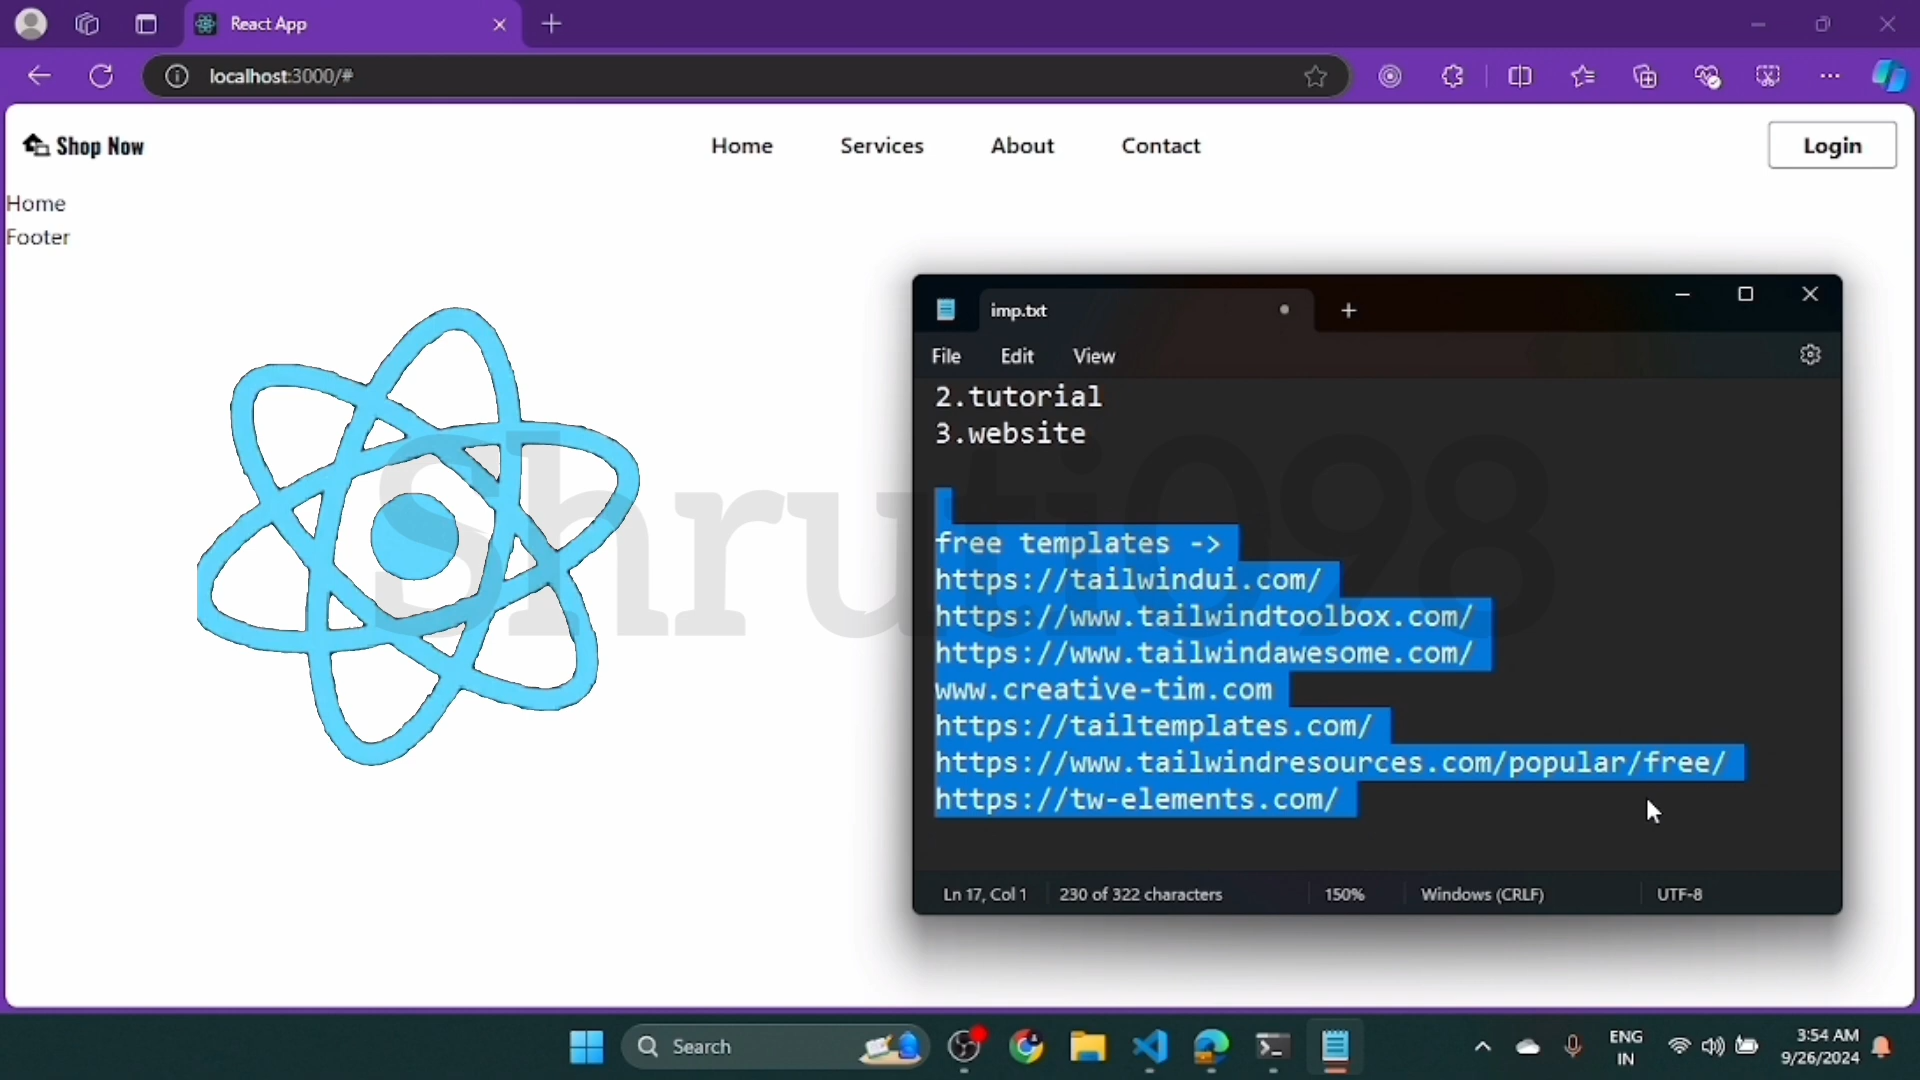 React App
localhost:3000/#
Shop Now
Home
Services
About
Contact
Login
Home
Footer
imp.txt
File
Edit
View
2.tutorial
3.website
free templates ->
https://tailwindui.com/
https://www.tailwindtoolbox.com/
https://www.tailwindawesome.com/
www.creative-tim.com
https://tailtemplates.com/
https://www.tailwindresources.com/popular/free/
https://tw-elements.com/
Ln 17, Col 1
230 of 322 characters
150%
Windows (CRLF)
UTF-8
Shruti098
Search
ENG
IN
3:54 AM
9/26/2024